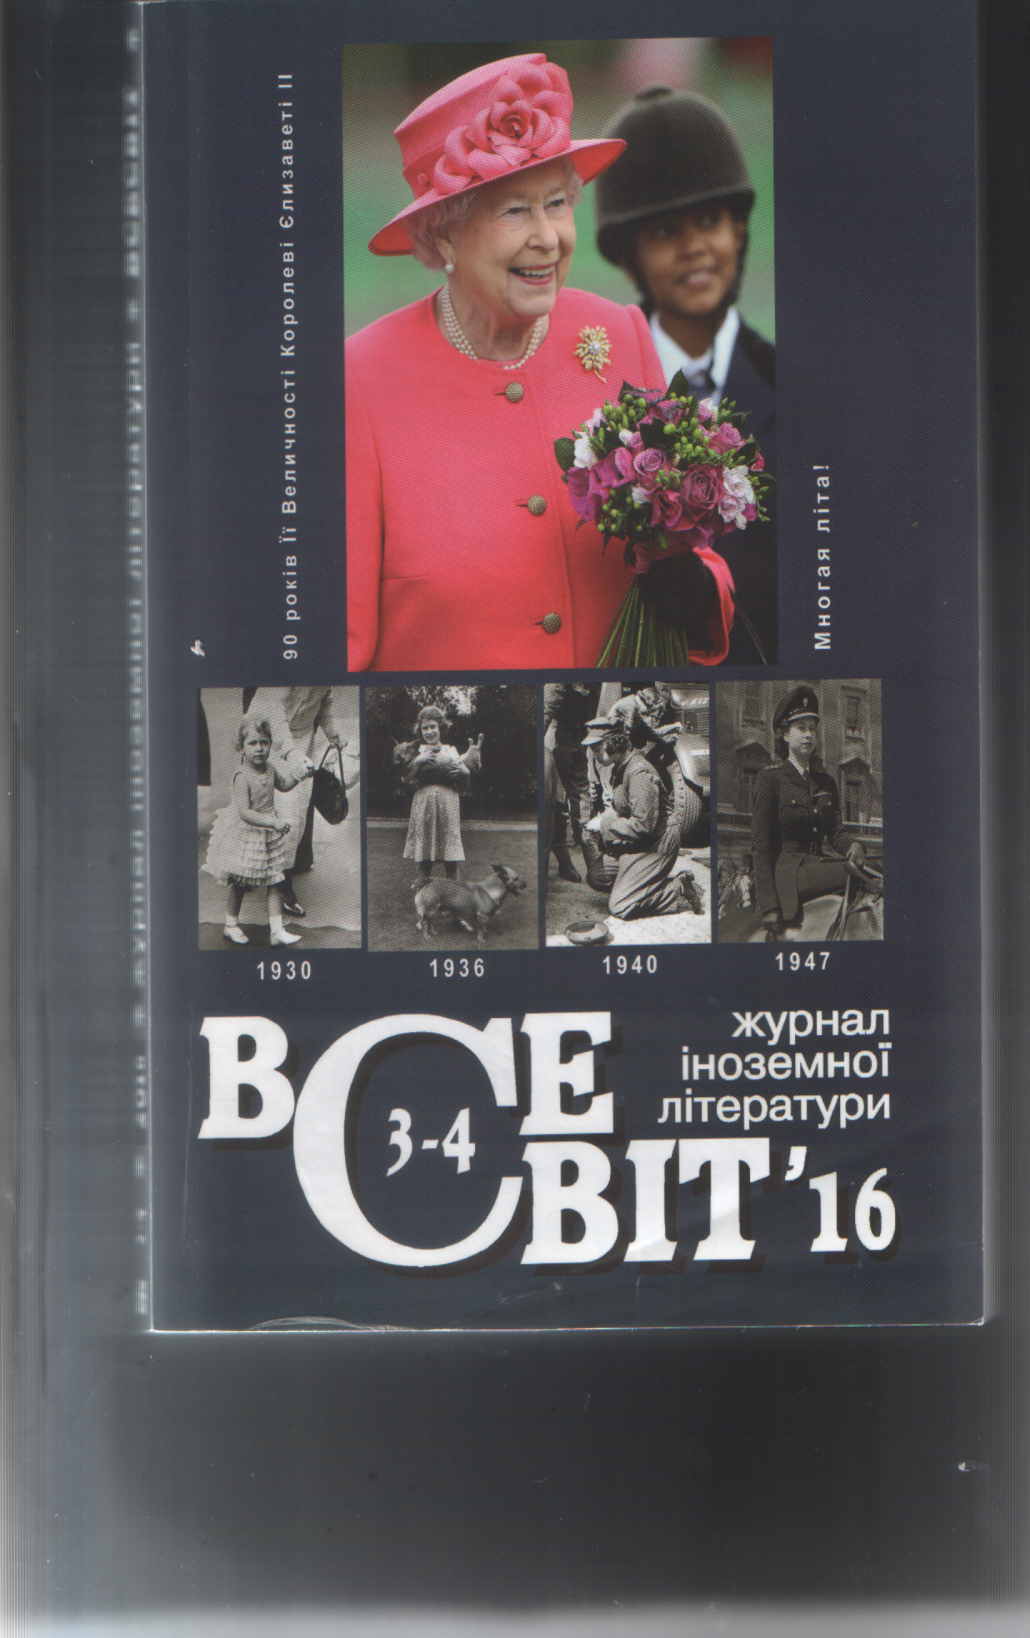 90 років Її Величності Королеві Єлизаветі II
Многая літа!
1930
1936
1940
1947
ВСЕ
СВІТ'16
3-4
журнал
іноземної
літератури